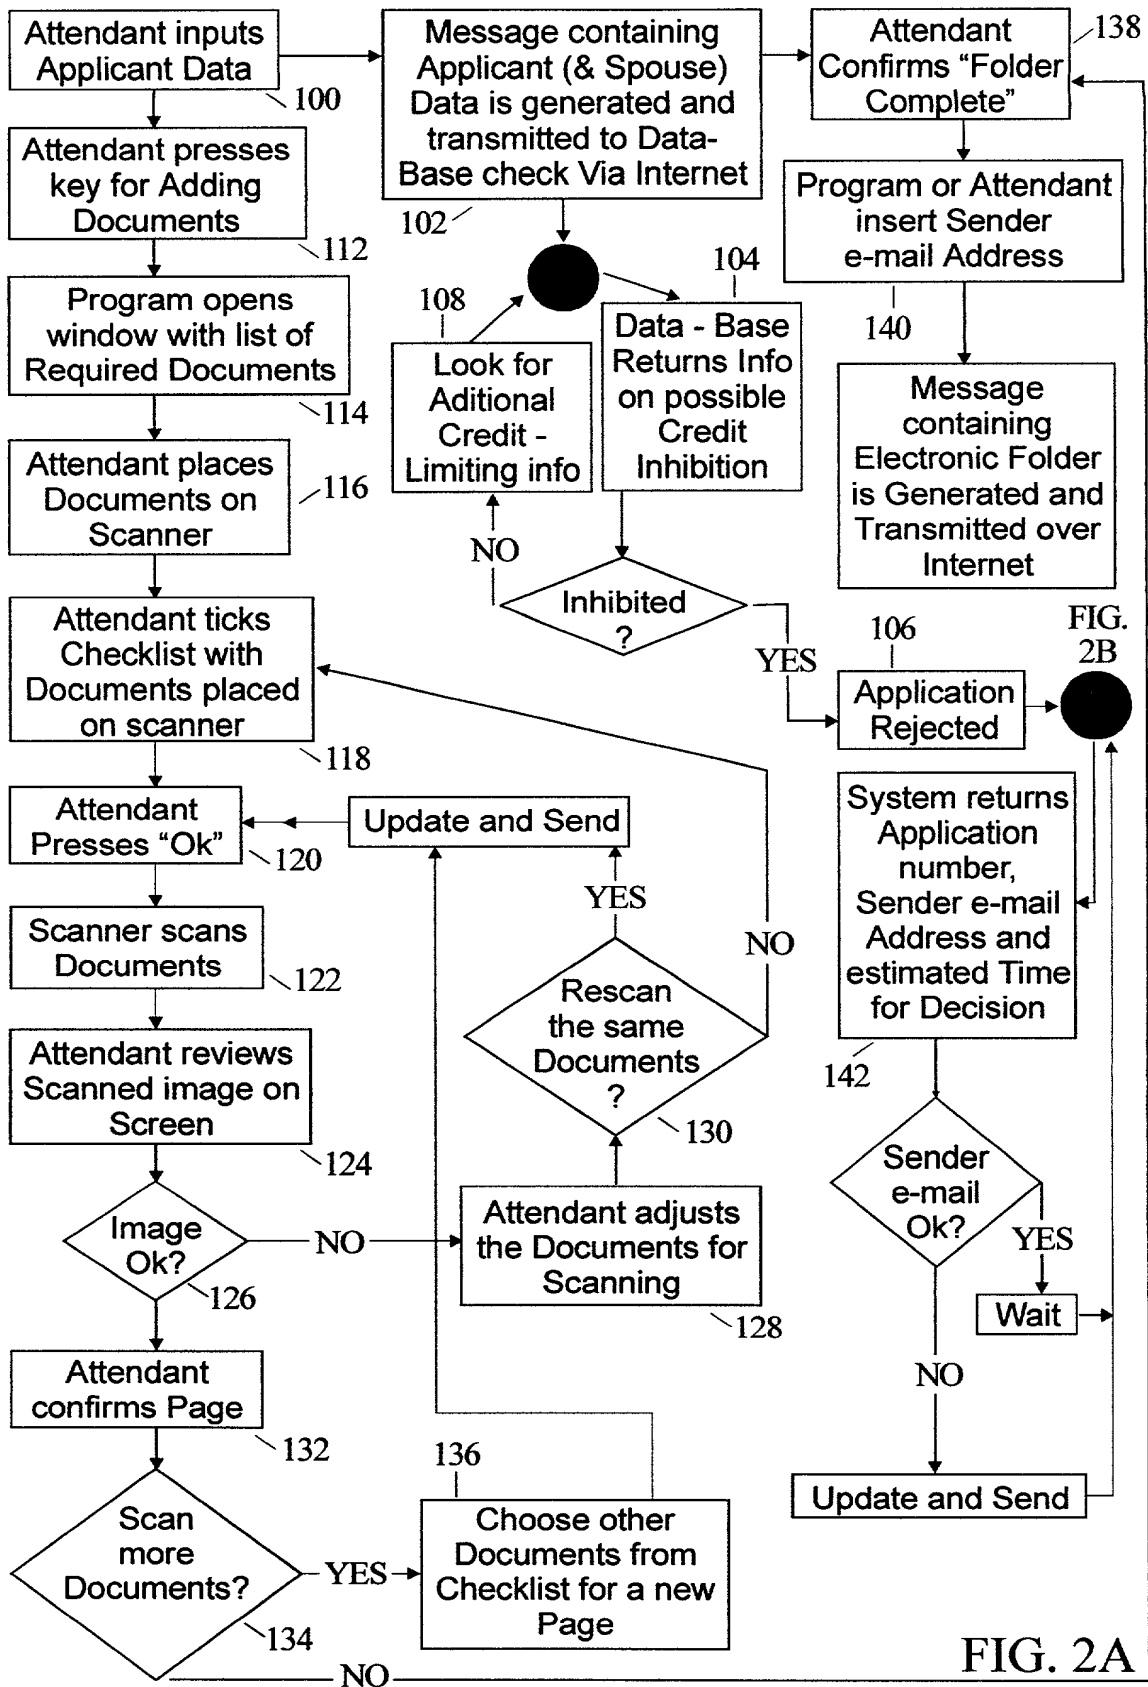 Attendant inputs
Applicant Data
100
Attendant presses
key for Adding
Documents
112
Program opens
window with list of
Required Documents
114
Attendant places
Documents on
Scanner
116
Attendant ticks
Checklist with
Documents placed
on scanner
118
Attendant
Presses “Ok”
120
Scanner scans
Documents
122
Attendant reviews
Scanned image on
Screen
124
Image
Ok?
126
NO
Attendant
confirms Page
132
Scan
more
Documents?
134
YES
NO
136
Choose other
Documents from
Checklist for a new
Page
Attendant adjusts
the Documents for
Scanning
128
Rescan
the same
Documents
?
130
YES
NO
Update and Send
Message containing
Applicant (& Spouse)
Data is generated and
transmitted to Data-
Base check Via Internet
102
104
Data - Base
Returns Info
on possible
Credit
Inhibition
108
Look for
Aditional
Credit -
Limiting info
NO
Inhibited
?
YES
106
Application
Rejected
FIG.
2B
138
Attendant
Confirms “Folder
Complete”
Program or Attendant
insert Sender
e-mail Address
140
Message
containing
Electronic Folder
is Generated and
Transmitted over
Internet
System returns
Application
number,
Sender e-mail
Address and
estimated Time
for Decision
142
Sender
e-mail
Ok?
YES
Wait
NO
Update and Send
FIG. 2A